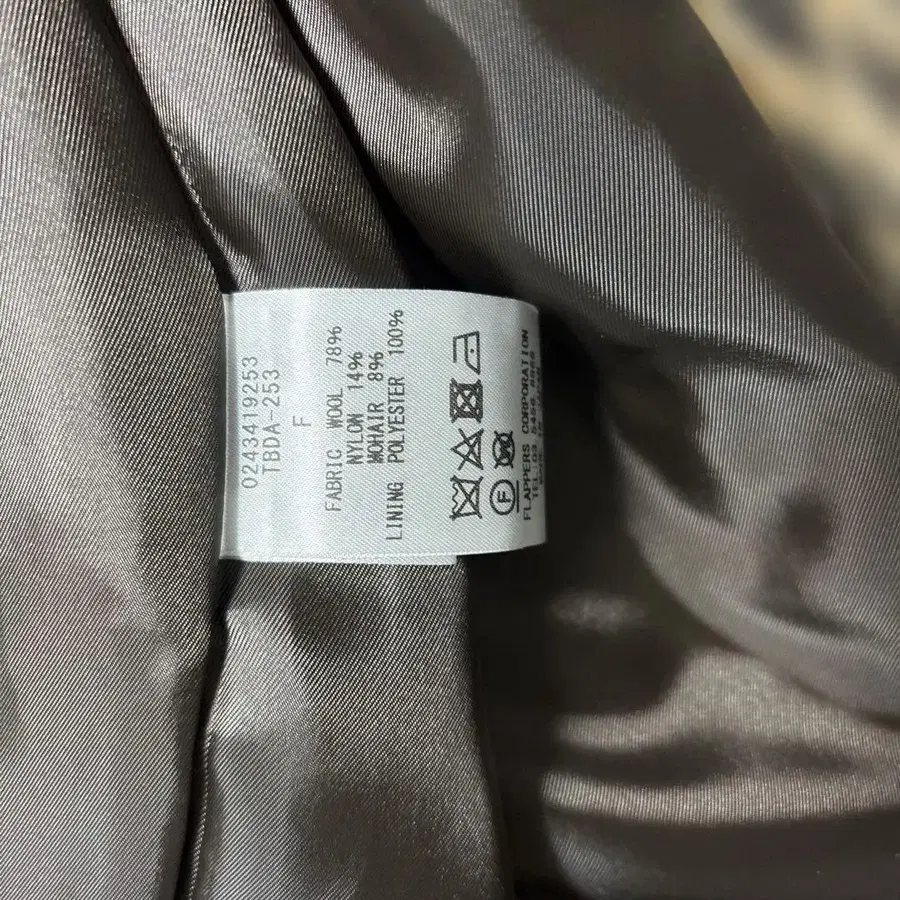 0243419253
TBDA-253
F
FABRIC WOOL 78%
NYLON 14%
MOHAIR 8%
LINING POLYESTER 100%
F
FLAPPERS CORPORATION